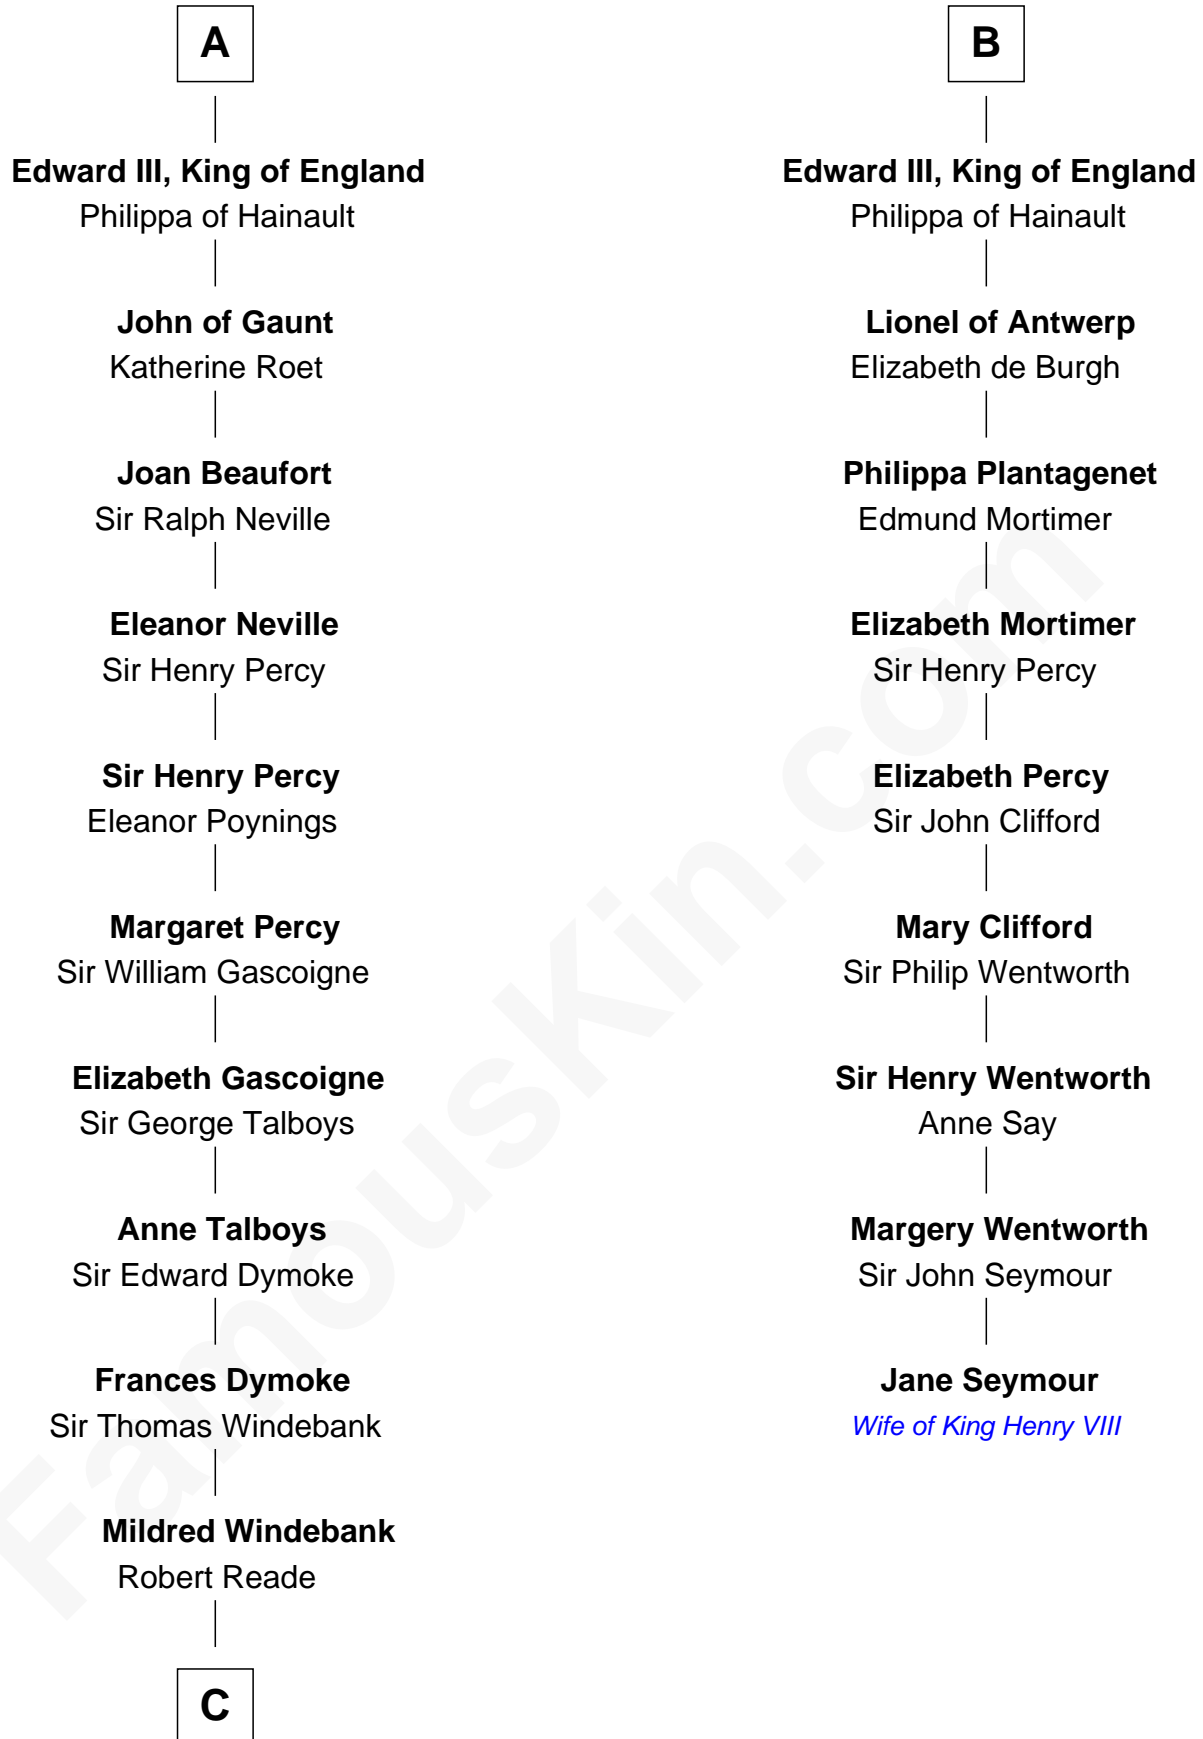 A
Edward III, King of England
Philippa of Hainault
John of Gaunt
Katherine Roet
Joan Beaufort
Sir Ralph Neville
Eleanor Neville
Sir Henry Percy
Sir Henry Percy
Eleanor Poynings
Margaret Percy
Sir William Gascoigne
Elizabeth Gascoigne
Sir George Talboys
Anne Talboys
Sir Edward Dymoke
Frances Dymoke
Sir Thomas Windebank
Mildred Windebank
Robert Reade
C
B
Edward III, King of England
Philippa of Hainault
Lionel of Antwerp
Elizabeth de Burgh
Philippa Plantagenet
Edmund Mortimer
Elizabeth Mortimer
Sir Henry Percy
Elizabeth Percy
Sir John Clifford
Mary Clifford
Sir Philip Wentworth
Sir Henry Wentworth
Anne Say
Margery Wentworth
Sir John Seymour
Jane Seymour
Wife of King Henry VIII
FamousKin.com